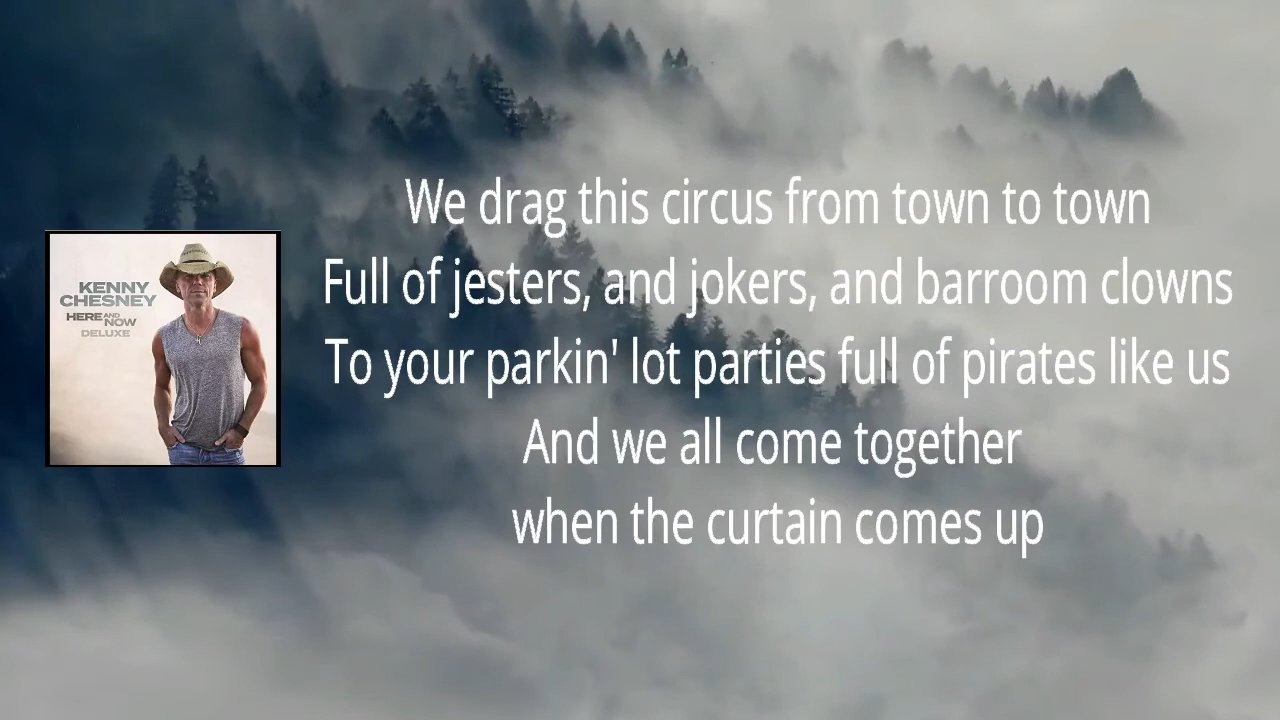 KENNY
CHESNEY
HERE AND NOW
DELUXE
We drag this circus from town to town
Full of jesters, and jokers, and barroom clowns
To your parkin' lot parties full of pirates like us
And we all come together
when the curtain comes up